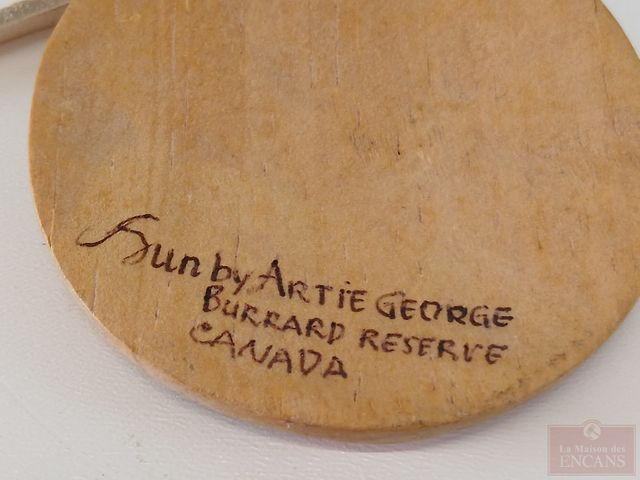 Sun by ARTIE GEORGE
BURRARD RESERVE
CANADA
La Maison des
ENCANS